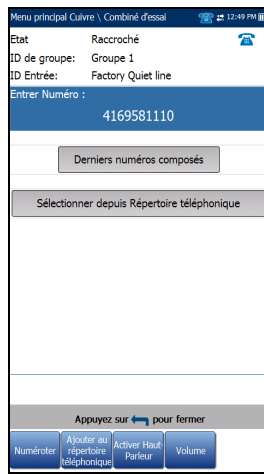 Menu principal Cuivre \ Combiné d'essai 12:49 PM
Etat Raccroché
ID de groupe: Groupe 1
ID Entrée: Factory Quiet line
Entrer Numéro :
4169581110
Derniers numéros composés
Sélectionner depuis Répertoire téléphonique
Appuyez sur pour fermer
Numéroter
Ajouter au
répertoire
téléphonique
Activer Haut-
Parleur
Volume